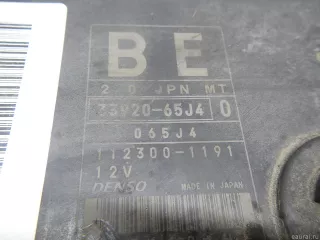 BE
2.0 JPN MT
33920-65J4 0
065J4
112300-1191
12V
DENSO MADE IN JAPAN